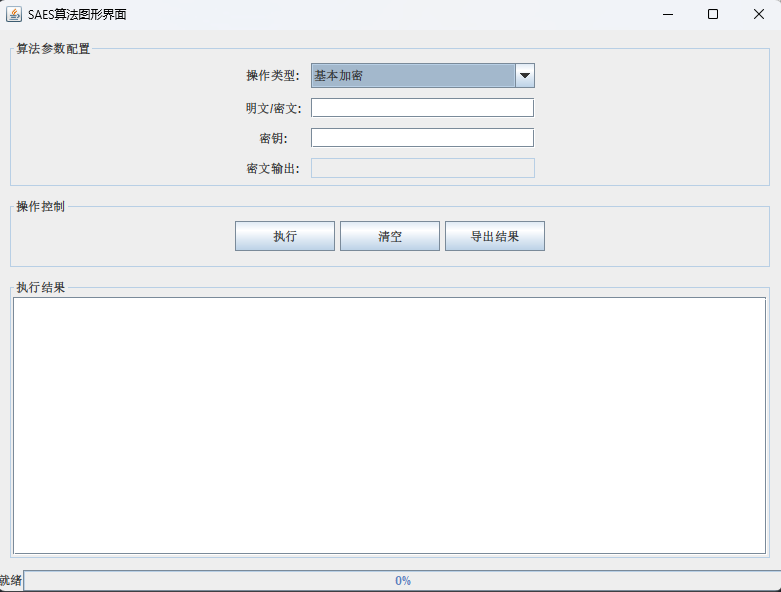 SAES算法图形界面
算法参数配置
操作类型: 基本加密
明文/密文:
密钥:
密文输出:
操作控制
执行 清空 导出结果
执行结果
就绪 0%